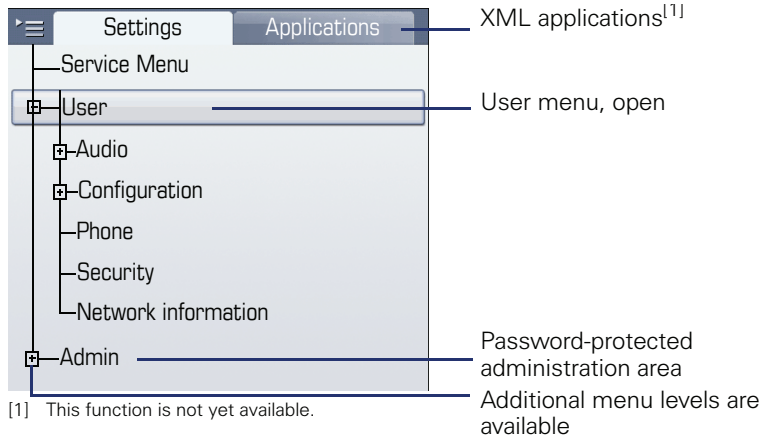 Settings
Applications
XML applications[1]
Service Menu
User
User menu, open
Audio
Configuration
Phone
Security
Network information
Admin
Password-protected
administration area
Additional menu levels are
available
[1] This function is not yet available.